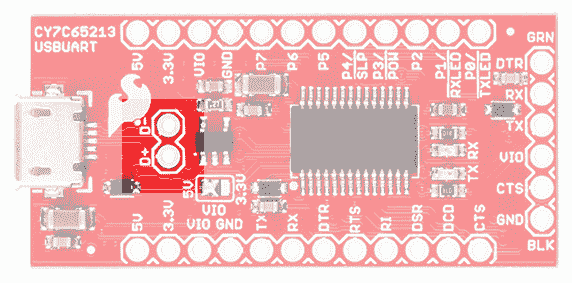 CY7C65213
USBUART
5V 3.3V VIO GND P7 P6 P5 P4/SLP P3/PDR P2 P1/RXLED P0/TXLED
GRN
DTR
RX
TX
VIO
CTS
GND
BLK
D-
D+
5V
3.3V
VIO
TX RX
5V 3.3V VIO GND TX RX DTR RTS RI DSR DCD CTS